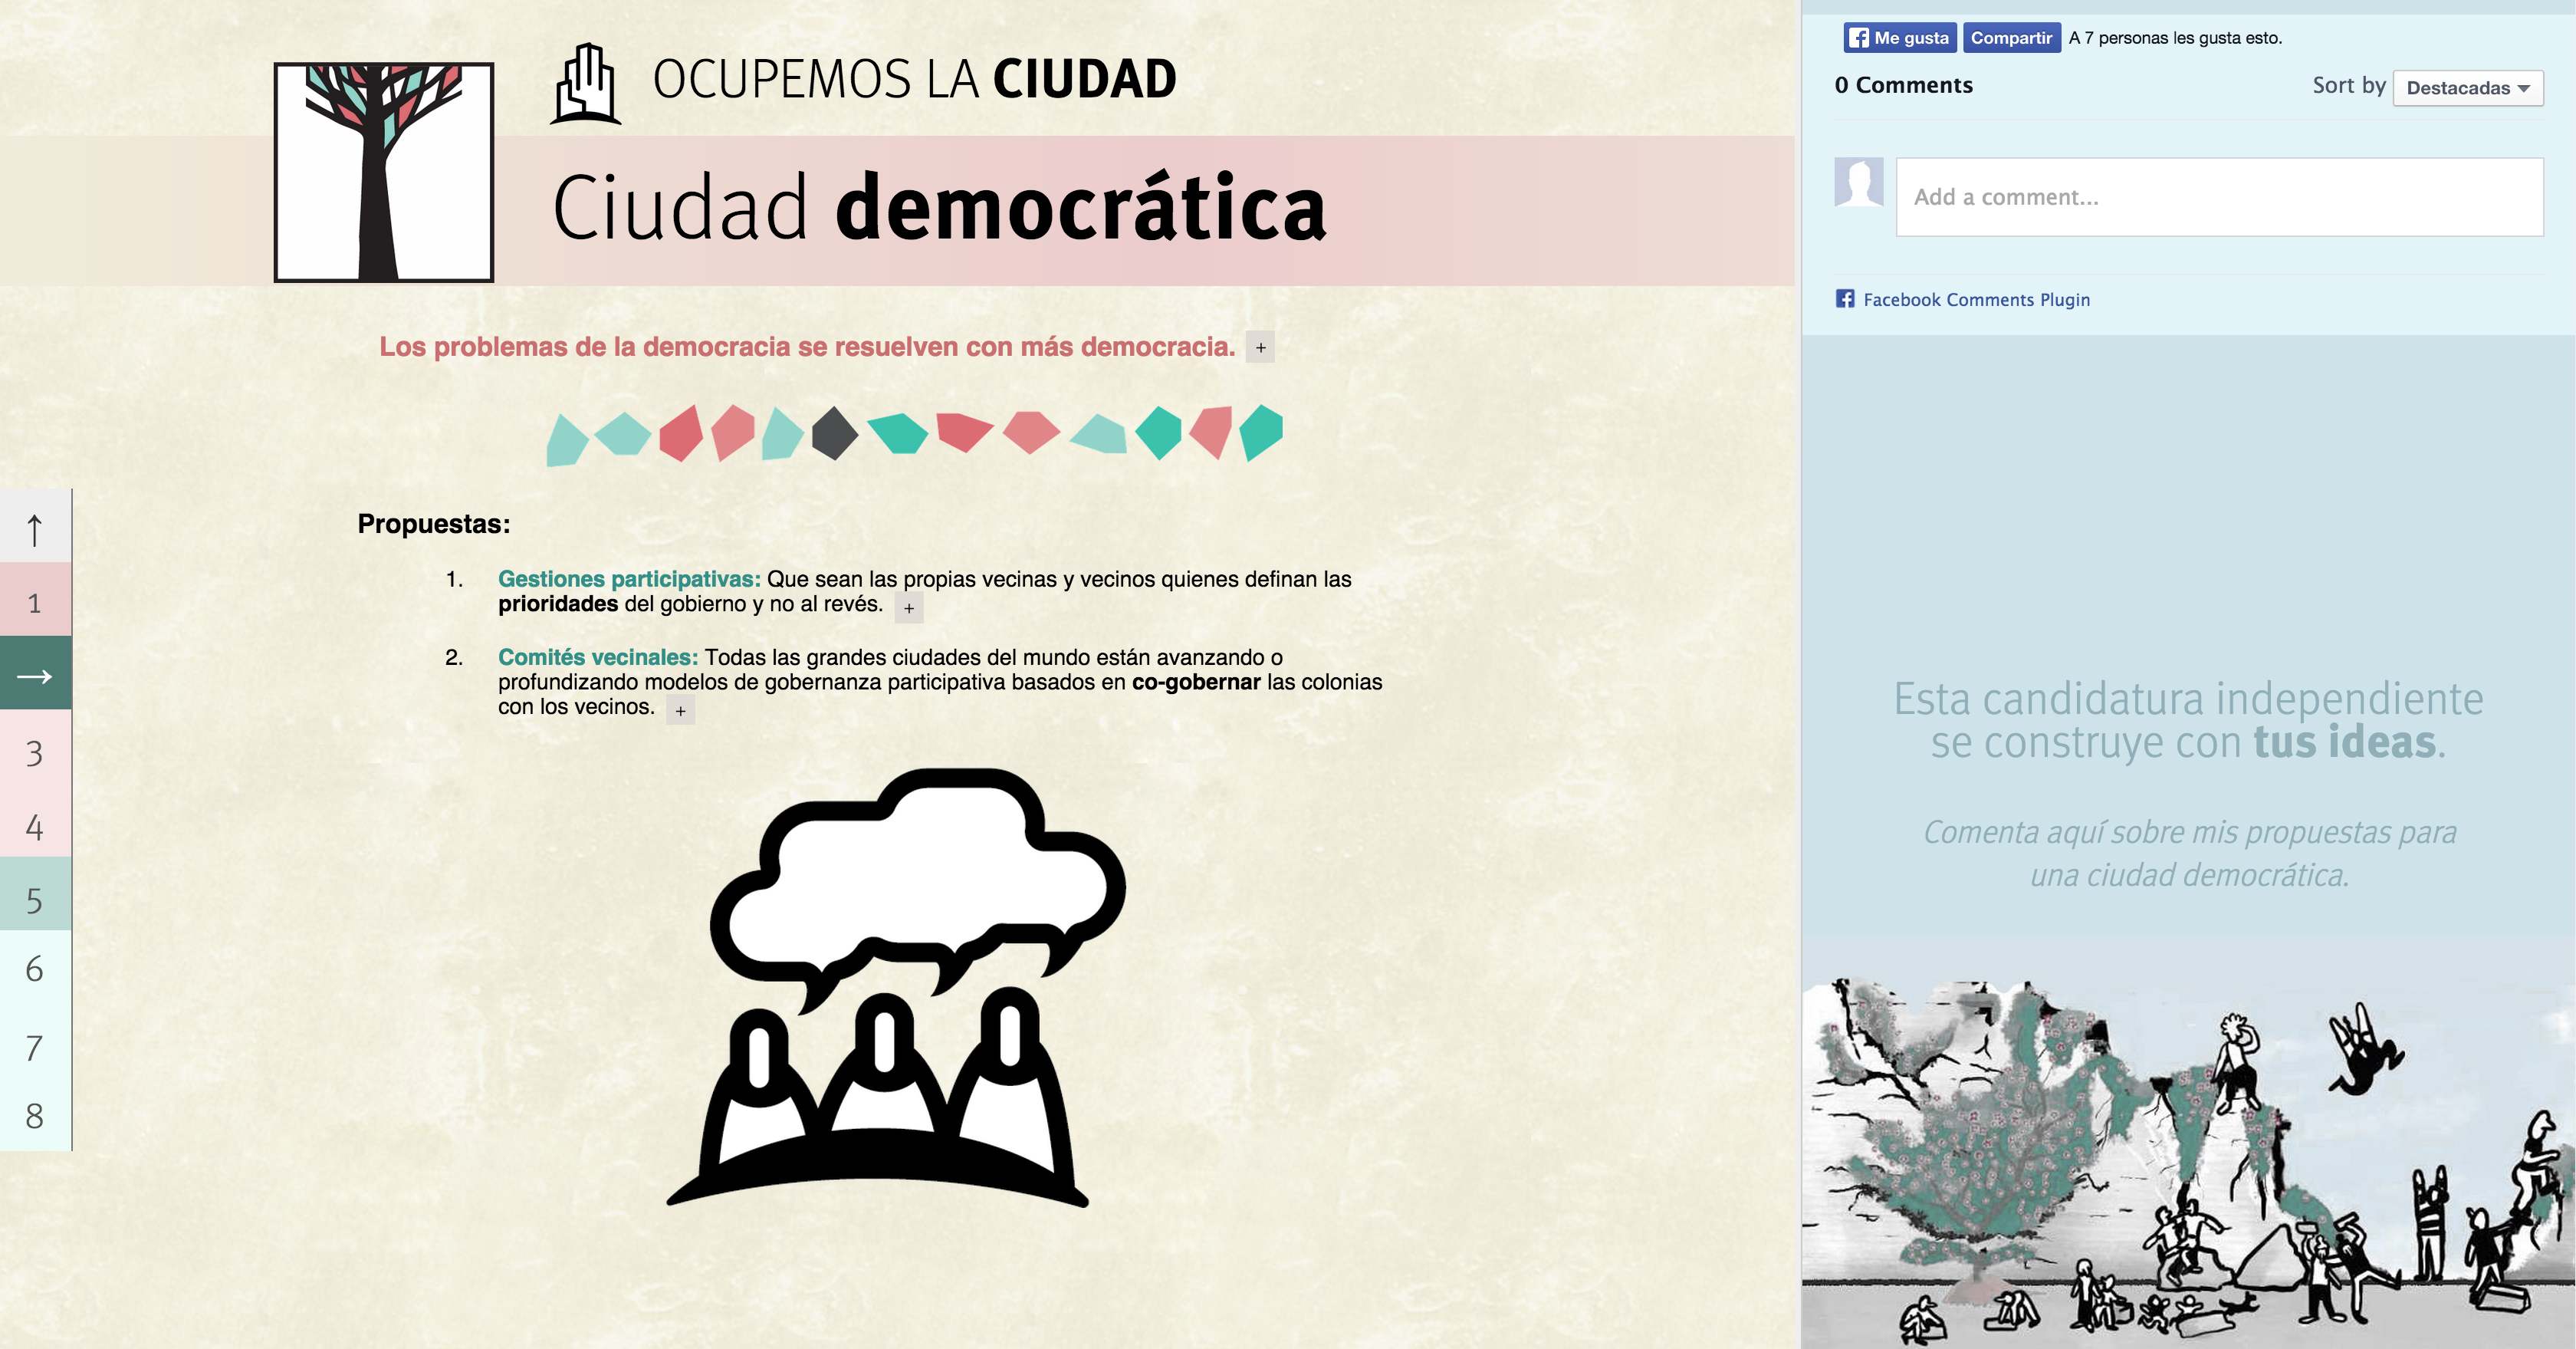 OCUPEMOS LA CIUDAD
Ciudad democrática
Los problemas de la democracia se resuelven con más democracia. +
Propuestas:
1. Gestiones participativas: Que sean las propias vecinas y vecinos quienes definan las
prioridades del gobierno y no al revés. +
2. Comités vecinales: Todas las grandes ciudades del mundo están avanzando o
profundizando modelos de gobernanza participativa basados en co-gobernar las colonias
con los vecinos. +
↑
1
→
3
4
5
6
7
8
Me gusta Compartir A 7 personas les gusta esto.
0 Comments Sort by Destacadas
Add a comment...
Facebook Comments Plugin
Esta candidatura independiente
se construye con tus ideas.
Comenta aquí sobre mis propuestas para
una ciudad democrática.